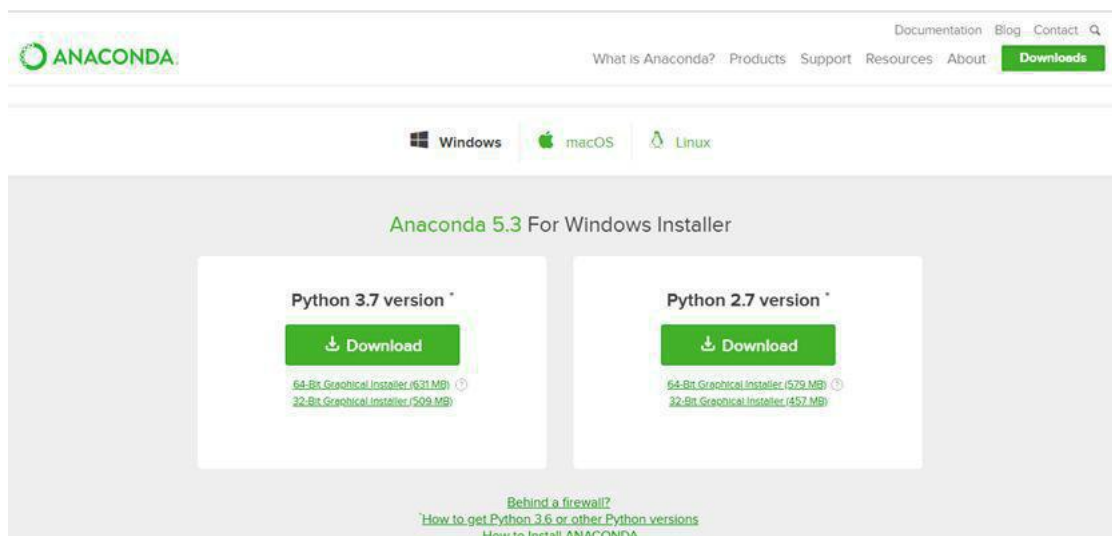 Documentation Blog Contact
ANACONDA
What is Anaconda? Products Support Resources About Downloads
Windows macOS Linux
Anaconda 5.3 For Windows Installer
Python 3.7 version *
Download
64-Bit Graphical Installer (631 MB) ?
32-Bit Graphical Installer (509 MB)
Python 2.7 version *
Download
64-Bit Graphical Installer (579 MB) ?
32-Bit Graphical Installer (457 MB)
Behind a firewall?
*How to get Python 3.6 or other Python versions
How to Install ANACONDA